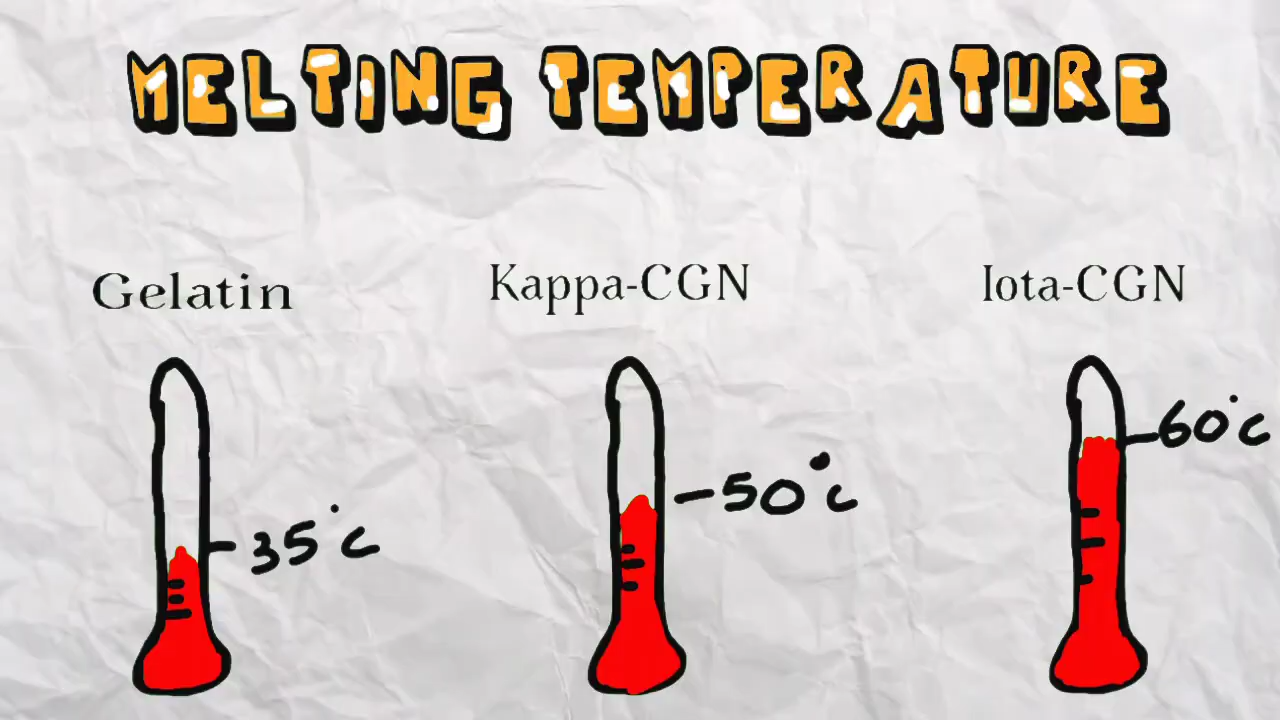 MELTING TEMPERATURE
Gelatin
Kappa-CGN
Iota-CGN
35°c
50°c
60°c